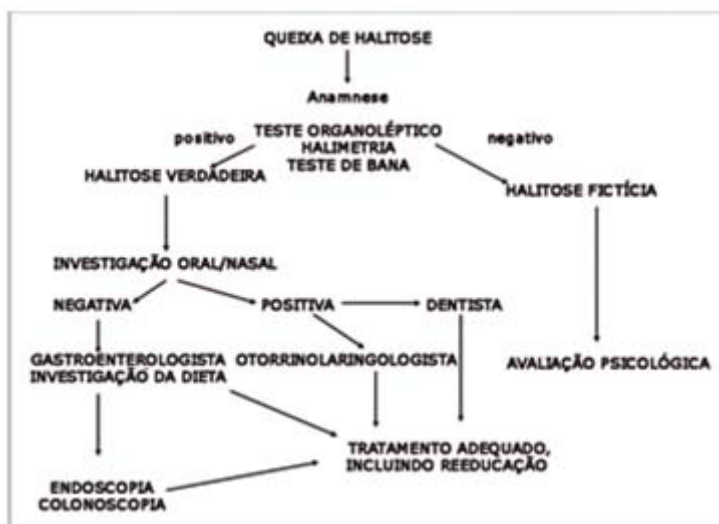 QUEIXA DE HALITOSE
Anamnese
positivo
TESTE ORGANOLÉPTICO
HALIMETRIA
TESTE DE BANA
negativo
HALITOSE VERDADEIRA
HALITOSE FICTÍCIA
INVESTIGAÇÃO ORAL/NASAL
NEGATIVA
POSITIVA
DENTISTA
GASTROENTEROLOGISTA
INVESTIGAÇÃO DA DIETA
OTORRINOLARINGOLOGISTA
AVALIAÇÃO PSICOLÓGICA
TRATAMENTO ADEQUADO,
INCLUINDO REEDUCAÇÃO
ENDOSCOPIA
COLONOSCOPIA